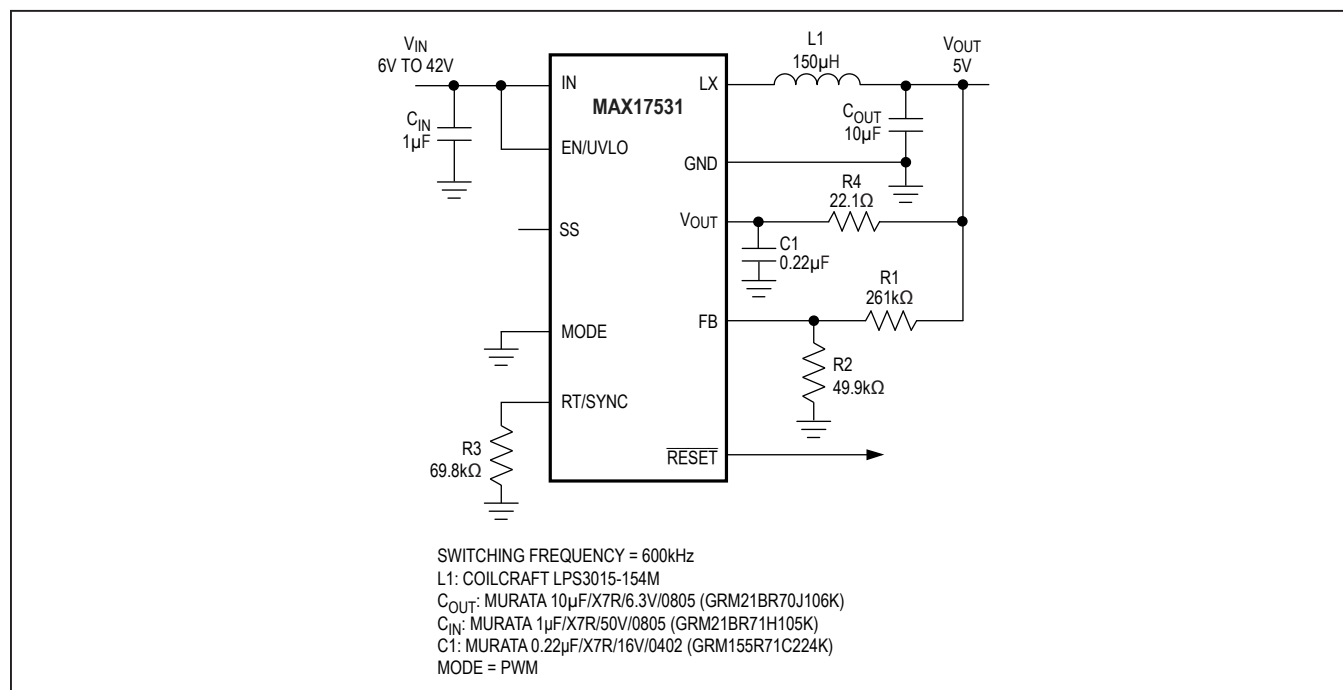 VIN
6V TO 42V
CIN
1µF
IN
EN/UVLO
SS
MODE
RT/SYNC
R3
69.8kΩ
MAX17531
LX
GND
VOUT
FB
RESET
L1
150µH
VOUT
5V
COUT
10µF
R4
22.1Ω
C1
0.22µF
R1
261kΩ
R2
49.9kΩ
SWITCHING FREQUENCY = 600kHz
L1: COILCRAFT LPS3015-154M
COUT: MURATA 10µF/X7R/6.3V/0805 (GRM21BR70J106K)
CIN: MURATA 1µF/X7R/50V/0805 (GRM21BR71H105K)
C1: MURATA 0.22µF/X7R/16V/0402 (GRM155R71C224K)
MODE = PWM